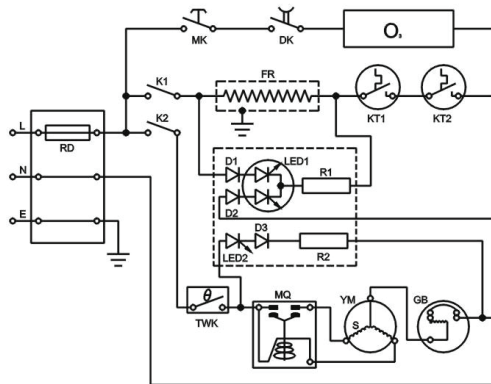 MK DK O₃
K1 FR
KT1 KT2
K2
L RD
N
E
D1 LED1
R1
D2
D3
LED2 R2
θ
TWK MQ YM GB
S